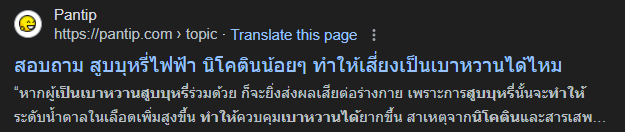 Pantip
https://pantip.com › topic · Translate this page
สอบถาม สูบบุหรี่ไฟฟ้า นิโคตินน้อยๆ ทำให้เสี่ยงเป็นเบาหวานได้ไหม
"หากผู้เป็นเบาหวานสูบบุหรี่ร่วมด้วย ก็จะยิ่งส่งผลเสียต่อร่างกาย เพราะการสูบบุหรี่นั้นจะทำให้
ระดับน้ำตาลในเลือดเพิ่มสูงขึ้น ทำให้ควบคุมเบาหวานได้ยากขึ้น สาเหตุจากนิโคตินและสารเสพ...